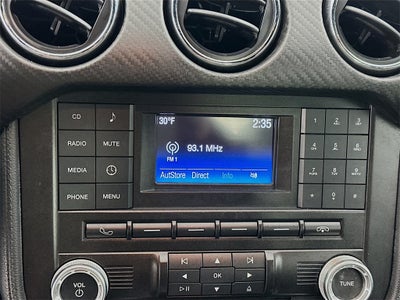 30°F 2:35
93.1 MHz
FM 1
AutoStore Direct Info
CD
RADIO MUTE
MEDIA
PHONE MENU
1 2 3
4 5 6
7 8 9
* 0 #
OK
VOL
TUNE